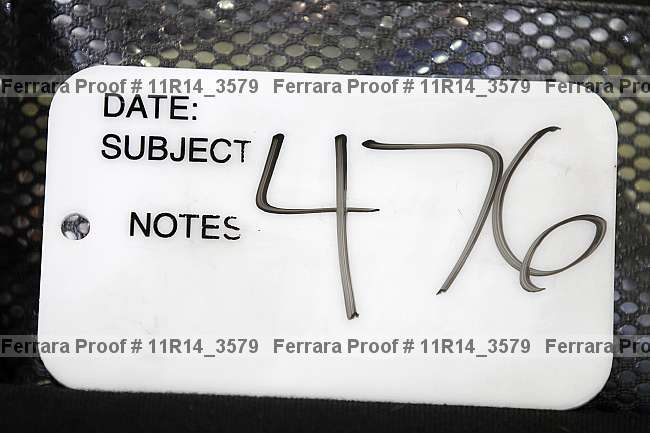 Ferrara Proof # 11R14_3579 Ferrara Proof # 11R14_3579 Ferrara Proof
DATE:
SUBJECT 476
NOTES
Ferrara Proof # 11R14_3579 Ferrara Proof # 11R14_3579 Ferrara Proof